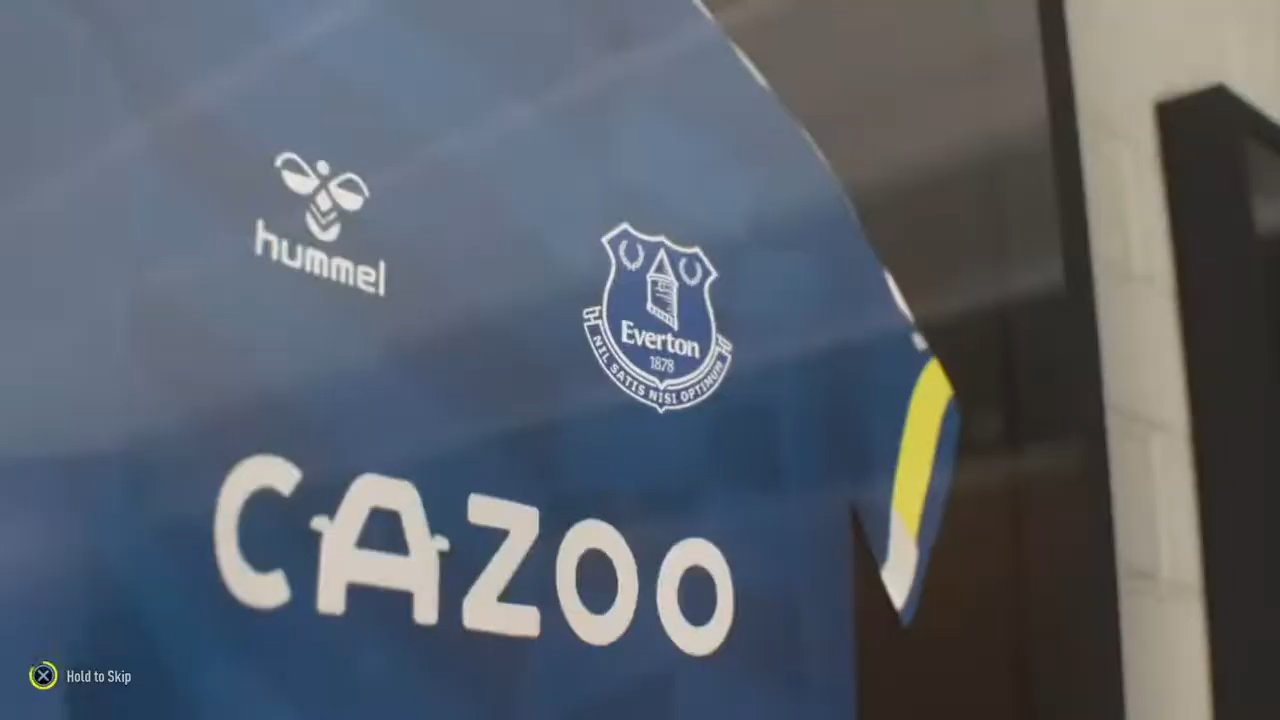 hummel
Everton
1878
NIL SATIS NISI OPTIMUM
CAZOO
Hold to Skip